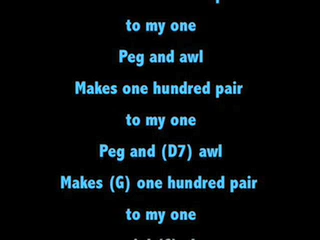 to my one
Peg and awl
Makes one hundred pair
to my one
Peg and (D7) awl
Makes (G) one hundred pair
to my one